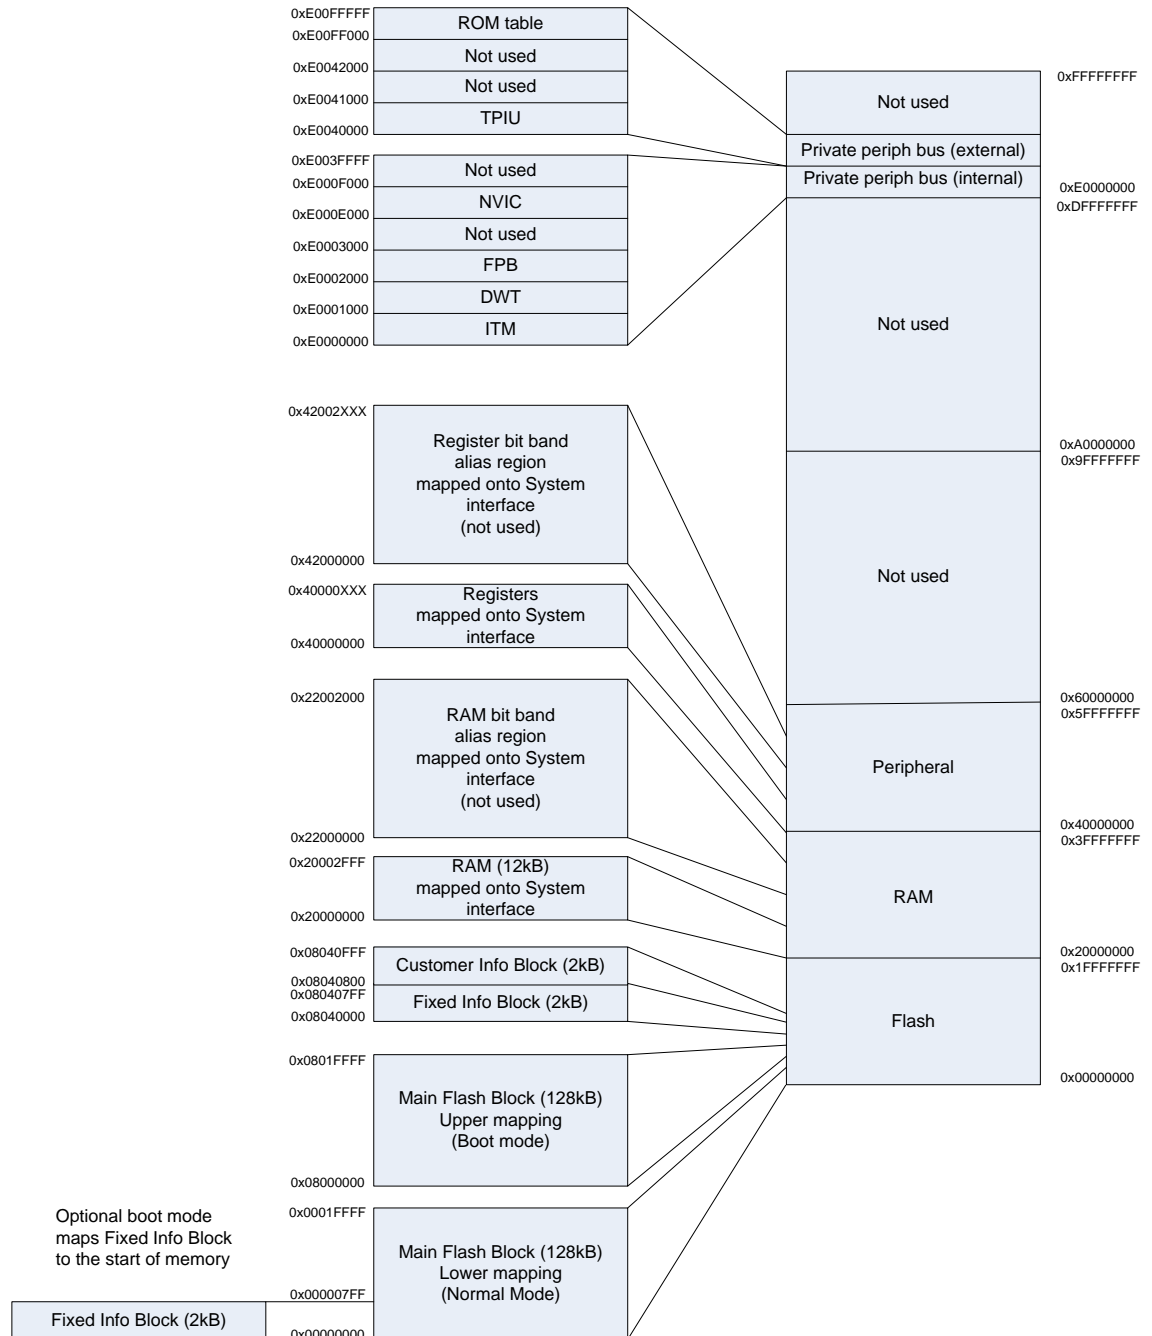 0xE00FFFFF
ROM table
0xE00FF000
Not used
0xE0042000
Not used
0xE0041000
TPIU
0xE0040000
0xE003FFFF
Not used
0xE000F000
NVIC
0xE000E000
Not used
0xE0003000
FPB
0xE0002000
DWT
0xE0001000
ITM
0xE0000000
0x42002XXX
Register bit band
alias region
mapped onto System
interface
(not used)
0x42000000
0x40000XXX
Registers
mapped onto System
interface
0x40000000
0x22002000
RAM bit band
alias region
mapped onto System
interface
(not used)
0x22000000
0x20002FFF
RAM (12kB)
mapped onto System
interface
0x20000000
0x08040FFF
Customer Info Block (2kB)
0x08040800
0x080407FF
Fixed Info Block (2kB)
0x08040000
0x0801FFFF
Main Flash Block (128kB)
Upper mapping
(Boot mode)
0x08000000
0x0001FFFF
Main Flash Block (128kB)
Lower mapping
(Normal Mode)
0x000007FF
0x00000000
Optional boot mode
maps Fixed Info Block
to the start of memory
Fixed Info Block (2kB)
0xFFFFFFFF
Not used
Private periph bus (external)
Private periph bus (internal)
0xE0000000
0xDFFFFFFF
Not used
0xA0000000
0x9FFFFFFF
Not used
0x60000000
0x5FFFFFFF
Peripheral
0x40000000
0x3FFFFFFF
RAM
0x20000000
0x1FFFFFFF
Flash
0x00000000